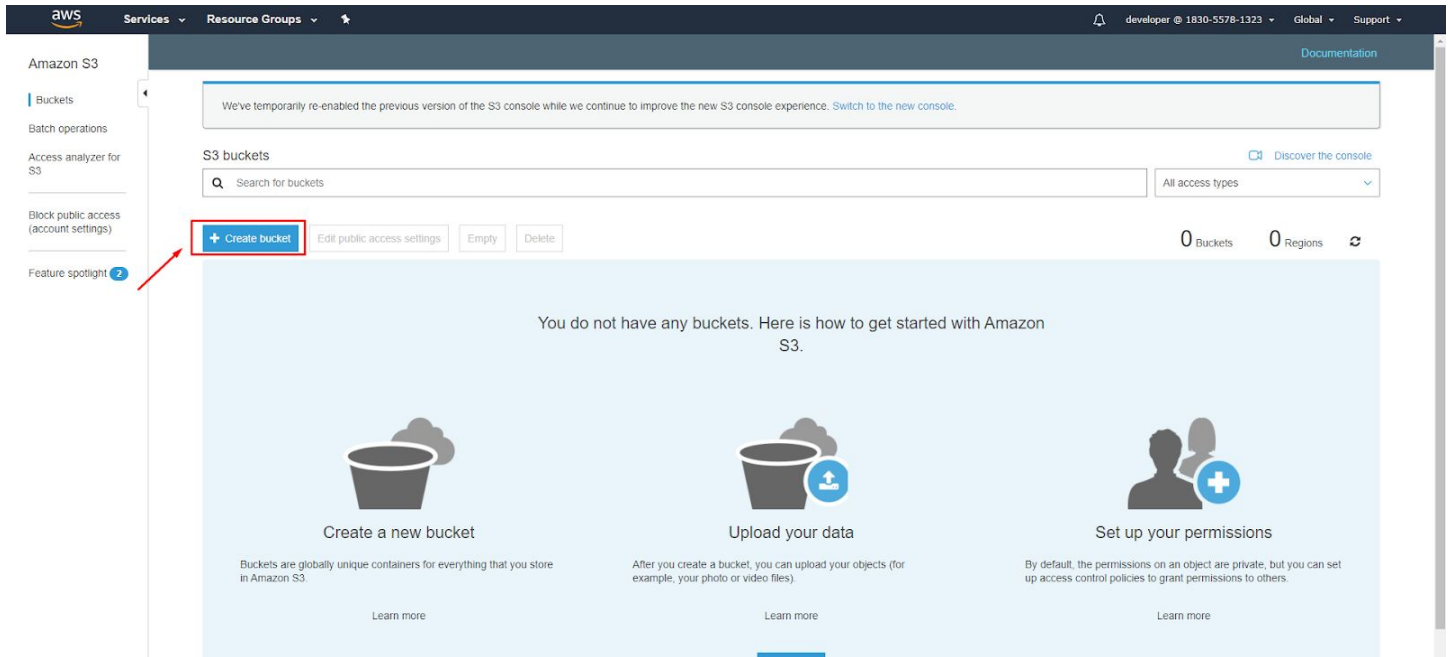 aws
Services
Resource Groups
developer @ 1830-5578-1323
Global
Support
Amazon S3
Documentation
Buckets
Batch operations
Access analyzer for
S3
Block public access
(account settings)
Feature spotlight 2
We've temporarily re-enabled the previous version of the S3 console while we continue to improve the new S3 console experience. Switch to the new console.
S3 buckets
Discover the console
Search for buckets
All access types
Create bucket
Edit public access settings
Empty
Delete
0 Buckets
0 Regions
You do not have any buckets. Here is how to get started with Amazon
S3.
Create a new bucket
Buckets are globally unique containers for everything that you store
in Amazon S3.
Learn more
Upload your data
After you create a bucket, you can upload your objects (for
example, your photo or video files).
Learn more
Set up your permissions
By default, the permissions on an object are private, but you can set
up access control policies to grant permissions to others.
Learn more